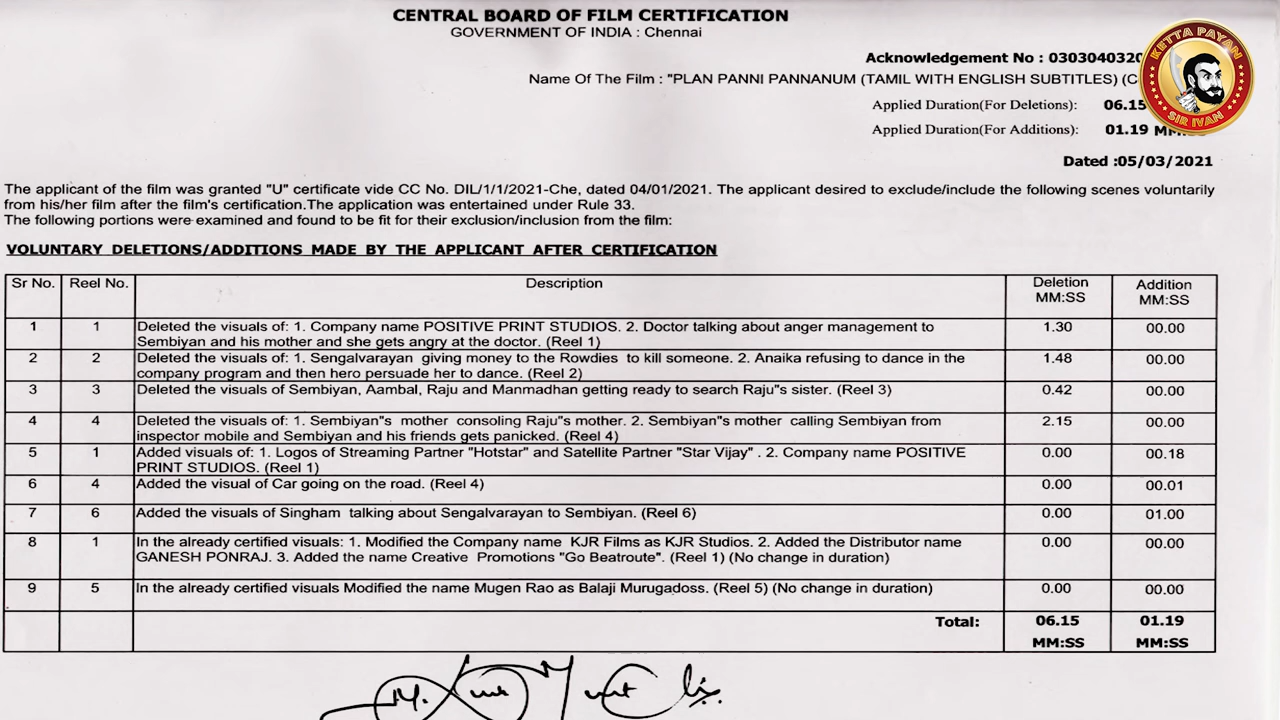 CENTRAL BOARD OF FILM CERTIFICATION
GOVERNMENT OF INDIA : Chennai
Acknowledgement No : 0303040320
Name Of The Film : "PLAN PANNI PANNANUM (TAMIL WITH ENGLISH SUBTITLES) (C
Applied Duration(For Deletions): 06.15
Applied Duration(For Additions): 01.19 MM:SS
KETTA PAYAN
SIR IVAN
Dated :05/03/2021
The applicant of the film was granted "U" certificate vide CC No. DIL/1/1/2021-Che, dated 04/01/2021. The applicant desired to exclude/include the following scenes voluntarily
from his/her film after the film's certification.The application was entertained under Rule 33.
The following portions were examined and found to be fit for their exclusion/inclusion from the film:
VOLUNTARY DELETIONS/ADDITIONS MADE BY THE APPLICANT AFTER CERTIFICATION
Sr No. Reel No. Description Deletion MM:SS Addition MM:SS
1 1 Deleted the visuals of: 1. Company name POSITIVE PRINT STUDIOS. 2. Doctor talking about anger management to 1.30 00.00
Sembiyan and his mother and she gets angry at the doctor. (Reel 1)
2 2 Deleted the visuals of: 1. Sengalvarayan giving money to the Rowdies to kill someone. 2. Anaika refusing to dance in the 1.48 00.00
company program and then hero persuade her to dance. (Reel 2)
3 3 Deleted the visuals of Sembiyan, Aambal, Raju and Manmadhan getting ready to search Raju"s sister. (Reel 3) 0.42 00.00
4 4 Deleted the visuals of: 1. Sembiyan"s mother consoling Raju"s mother. 2. Sembiyan"s mother calling Sembiyan from 2.15 00.00
inspector mobile and Sembiyan and his friends gets panicked. (Reel 4)
5 1 Added visuals of: 1. Logos of Streaming Partner "Hotstar" and Satellite Partner "Star Vijay" . 2. Company name POSITIVE 0.00 00.18
PRINT STUDIOS. (Reel 1)
6 4 Added the visual of Car going on the road. (Reel 4) 0.00 00.01
7 6 Added the visuals of Singham talking about Sengalvarayan to Sembiyan. (Reel 6) 0.00 01.00
8 1 In the already certified visuals: 1. Modified the Company name KJR Films as KJR Studios. 2. Added the Distributor name 0.00 00.00
GANESH PONRAJ. 3. Added the name Creative Promotions "Go Beatroute". (Reel 1) (No change in duration)
9 5 In the already certified visuals Modified the name Mugen Rao as Balaji Murugadoss. (Reel 5) (No change in duration) 0.00 00.00
Total: 06.15 01.19
MM:SS MM:SS